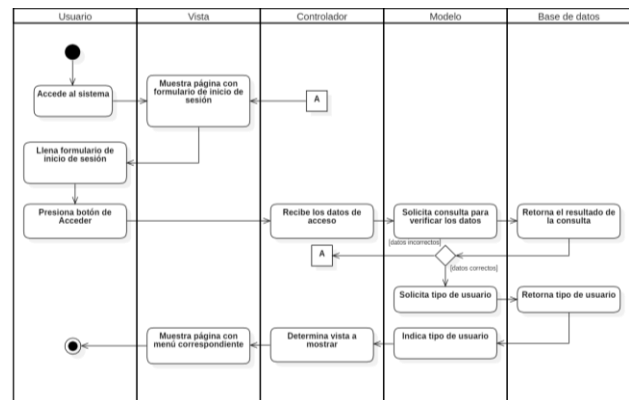 Usuario
Vista
Controlador
Modelo
Base de datos
Accede al sistema
Muestra página con
formulario de inicio de
sesión
A
Llena formulario de
inicio de sesión
Presiona botón de
Acceder
Recibe los datos de
acceso
Solicita consulta para
verificar los datos
Retorna el resultado de
la consulta
[datos incorrectos]
A
[datos correctos]
Solicita tipo de usuario
Retorna tipo de usuario
Muestra página con
menú correspondiente
Determina vista a
mostrar
Indica tipo de usuario